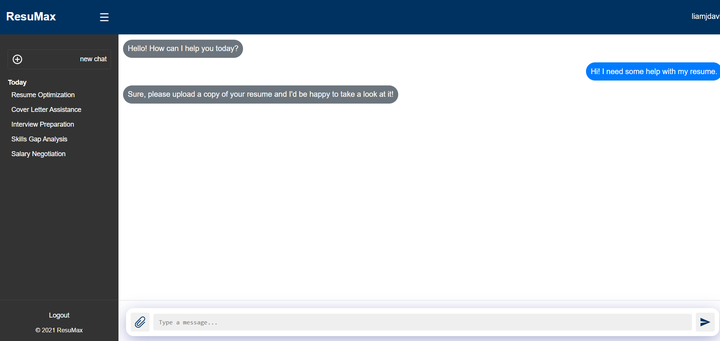 ResuMax
liamjdav
new chat
Today
Resume Optimization
Cover Letter Assistance
Interview Preparation
Skills Gap Analysis
Salary Negotiation
Logout
© 2021 ResuMax
Hello! How can I help you today?
Hi! I need some help with my resume.
Sure, please upload a copy of your resume and I'd be happy to take a look at it!
Type a message...